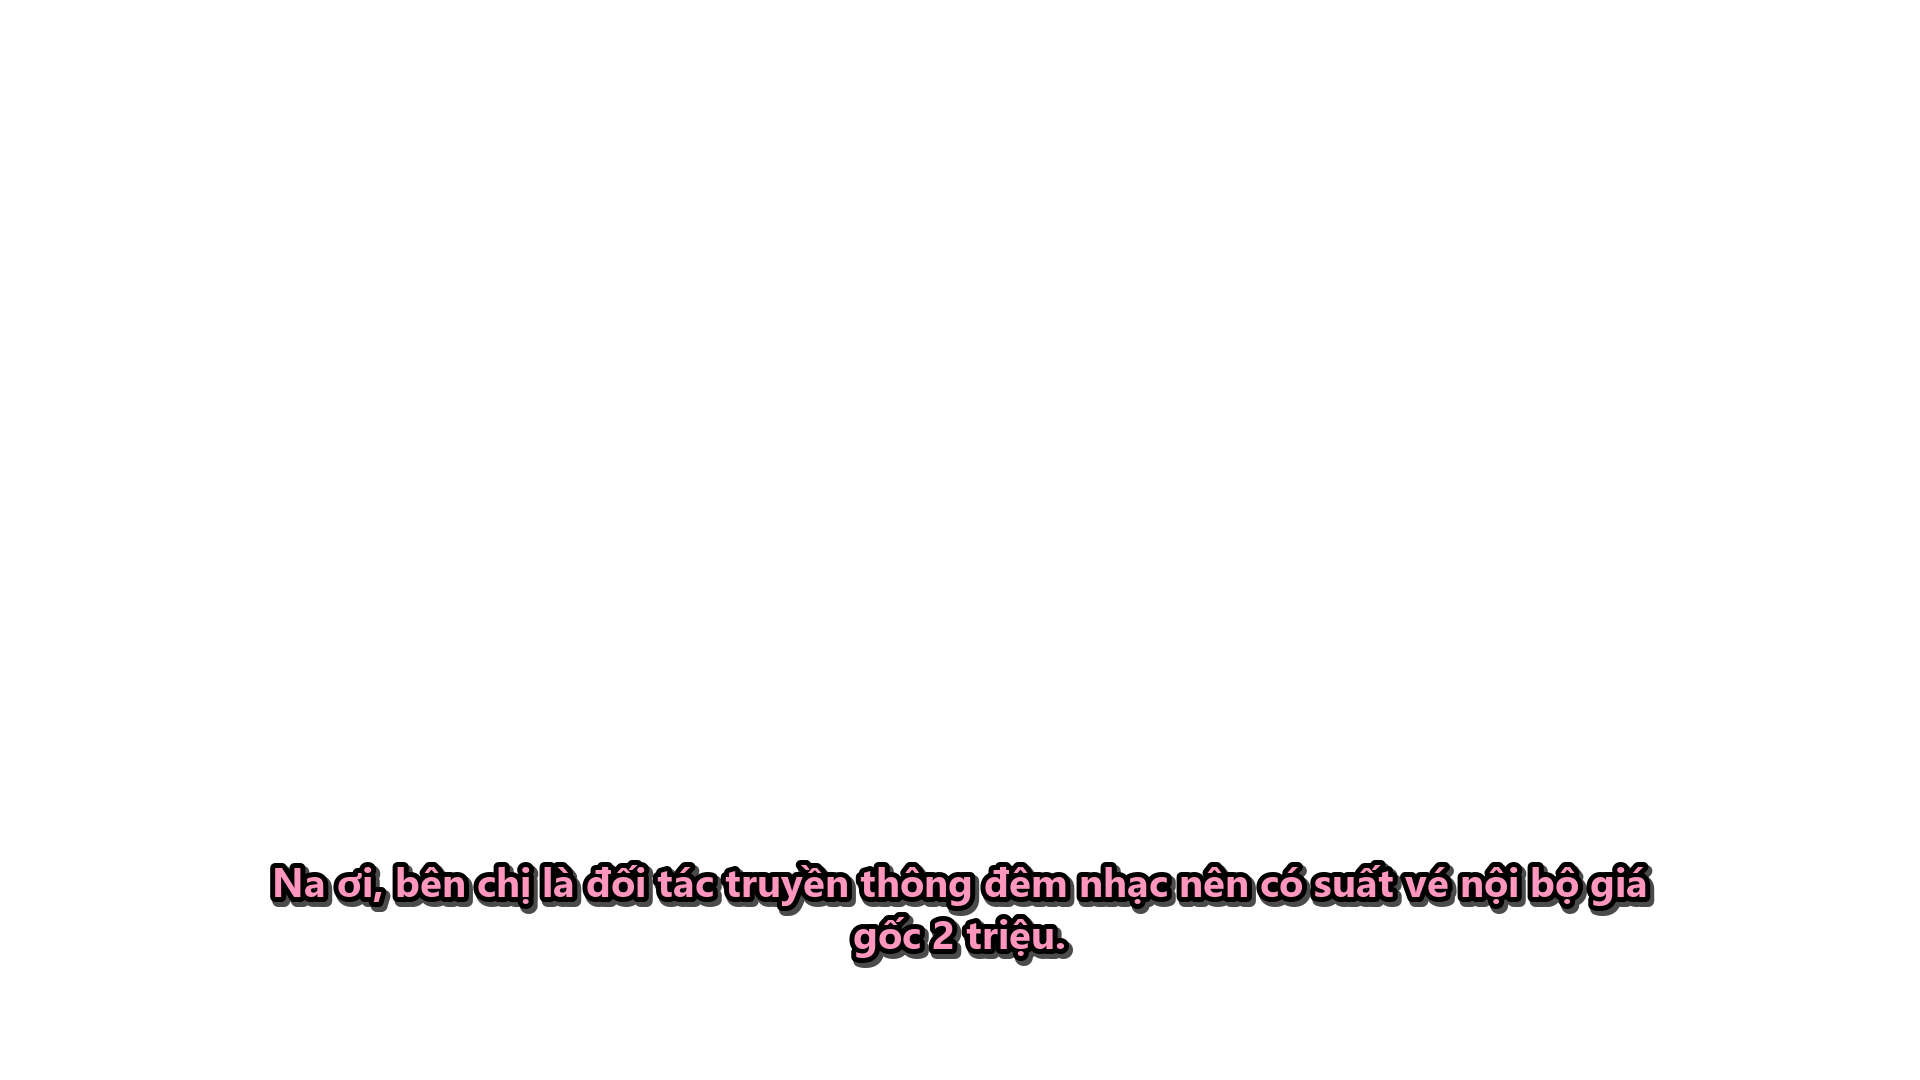 Na ơi, bên chị là đối tác truyền thông đêm nhạc nên có suất vé nội bộ giá
gốc 2 triệu.